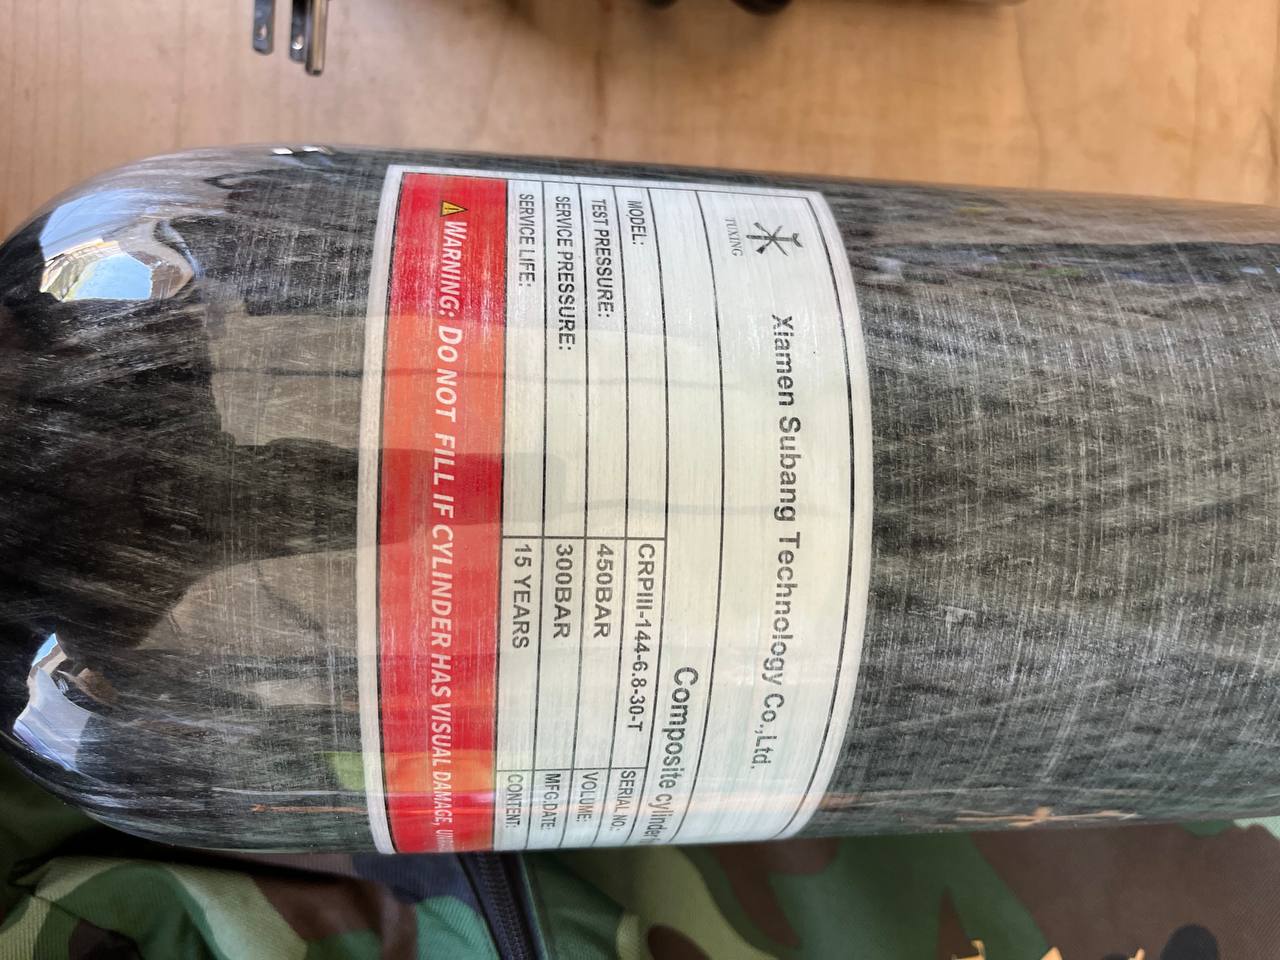 TUXING
Xiamen Subang Technology Co.,Ltd.
Composite cylinder
MODEL: CRPIII-144-6.8-30-T SERIAL NO.:
TEST PRESSURE: 450BAR VOLUME:
SERVICE PRESSURE: 300BAR MFG.DATE:
SERVICE LIFE: 15 YEARS CONTENT:
WARNING: DO NOT FILL IF CYLINDER HAS VISUAL DAMAGE,